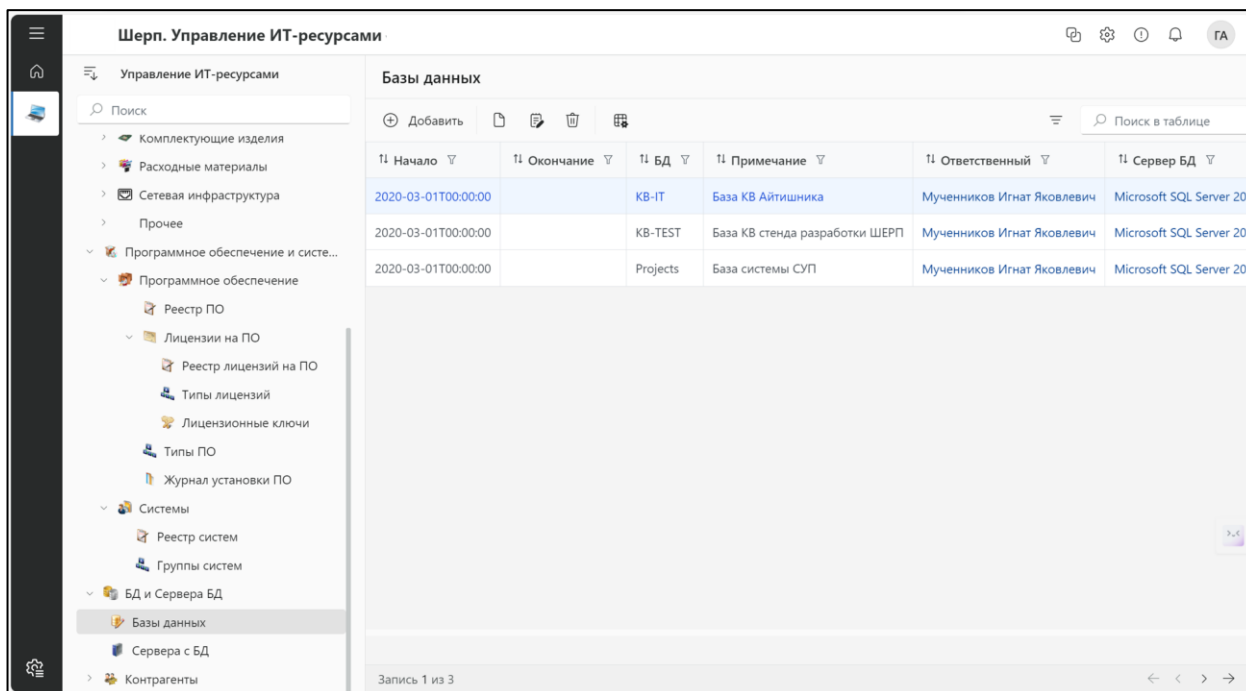 Шерп. Управление ИТ-ресурсами
ГА
Управление ИТ-ресурсами
Поиск
Комплектующие изделия
Расходные материалы
Сетевая инфраструктура
Прочее
Программное обеспечение и систе...
Программное обеспечение
Реестр ПО
Лицензии на ПО
Реестр лицензий на ПО
Типы лицензий
Лицензионные ключи
Типы ПО
Журнал установки ПО
Системы
Реестр систем
Группы систем
БД и Сервера БД
Базы данных
Сервера с БД
Контрагенты
Базы данных
Добавить
Поиск в таблице
Начало Окончание БД Примечание Ответственный Сервер БД
2020-03-01T00:00:00 KB-IT База КВ Айтишника Мученников Игнат Яковлевич Microsoft SQL Server 20
2020-03-01T00:00:00 KB-TEST База КВ стенда разработки ШЕРП Мученников Игнат Яковлевич Microsoft SQL Server 20
2020-03-01T00:00:00 Projects База системы СУП Мученников Игнат Яковлевич Microsoft SQL Server 20
Запись 1 из 3